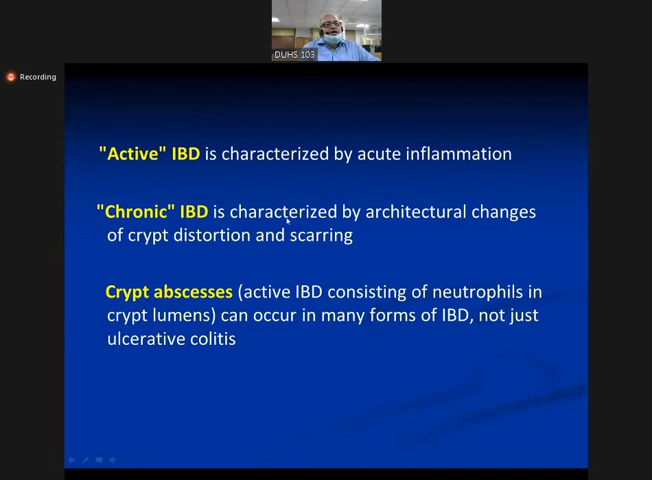 DUHS 103
Recording
"Active" IBD is characterized by acute inflammation
"Chronic" IBD is characterized by architectural changes
of crypt distortion and scarring
Crypt abscesses (active IBD consisting of neutrophils in
crypt lumens) can occur in many forms of IBD, not just
ulcerative colitis